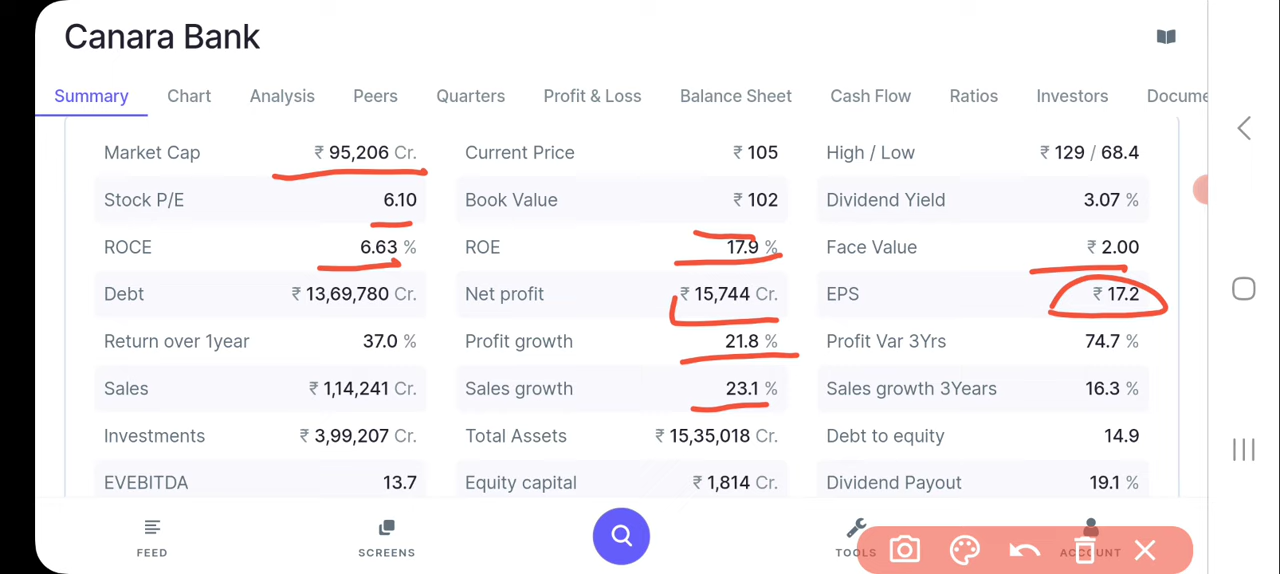 Canara Bank
Summary Chart Analysis Peers Quarters Profit & Loss Balance Sheet Cash Flow Ratios Investors Docume
Market Cap ₹ 95,206 Cr. Current Price ₹ 105 High / Low ₹ 129 / 68.4
Stock P/E 6.10 Book Value ₹ 102 Dividend Yield 3.07 %
ROCE 6.63 % ROE 17.9 % Face Value ₹ 2.00
Debt ₹ 13,69,780 Cr. Net profit ₹ 15,744 Cr. EPS ₹ 17.2
Return over 1year 37.0 % Profit growth 21.8 % Profit Var 3Yrs 74.7 %
Sales ₹ 1,14,241 Cr. Sales growth 23.1 % Sales growth 3Years 16.3 %
Investments ₹ 3,99,207 Cr. Total Assets ₹ 15,35,018 Cr. Debt to equity 14.9
EVEBITDA 13.7 Equity capital ₹ 1,814 Cr. Dividend Payout 19.1 %
FEED SCREENS TOOLS ACCOUNT